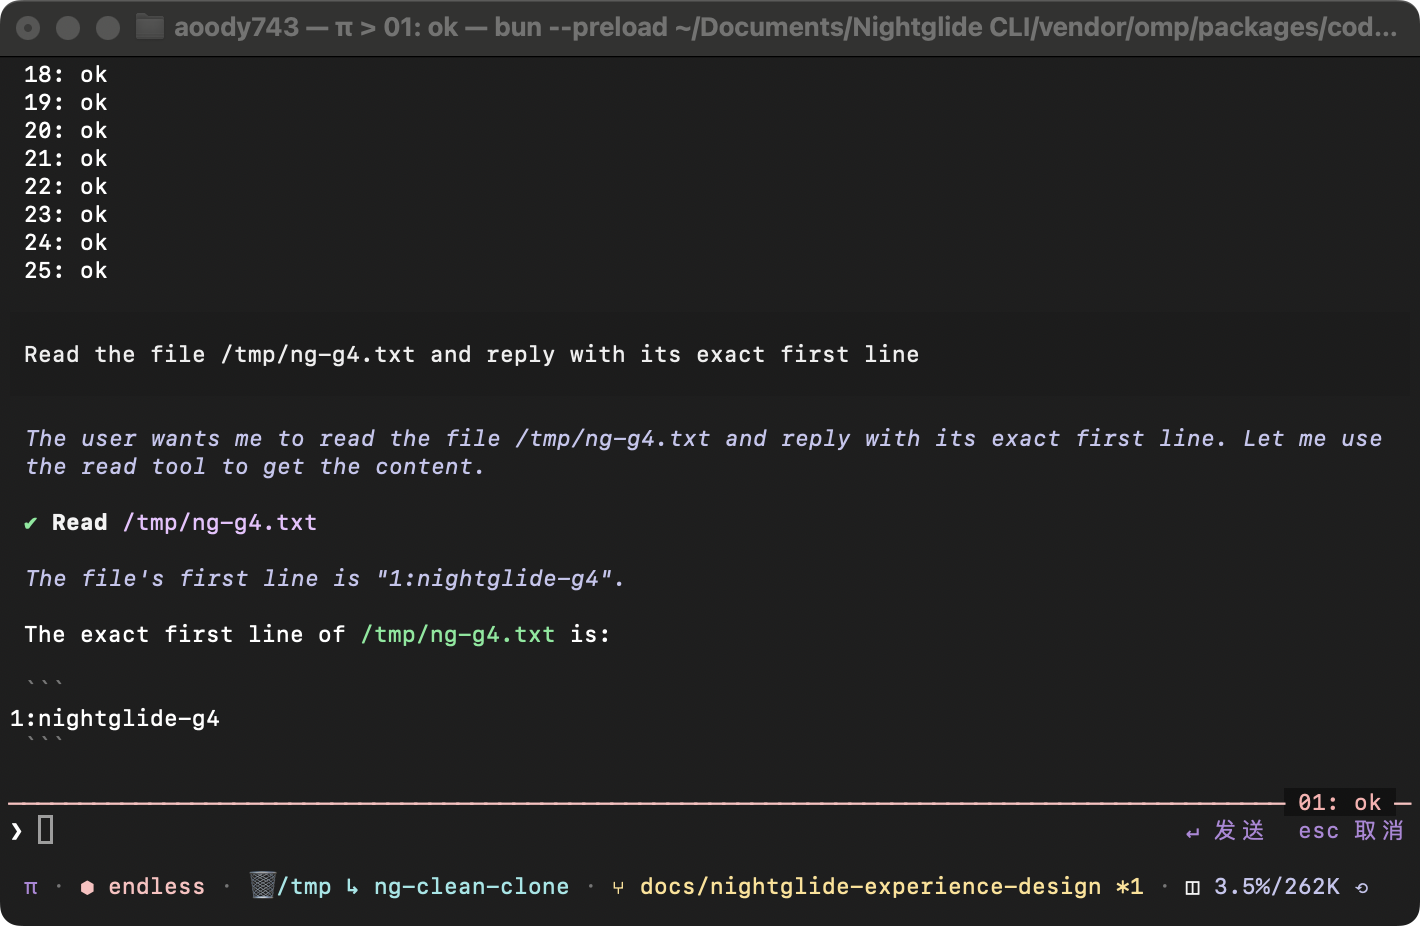 aoody743 — π > 01: ok — bun --preload ~/Documents/Nightglide CLI/vendor/omp/packages/cod...
18: ok
19: ok
20: ok
21: ok
22: ok
23: ok
24: ok
25: ok
Read the file /tmp/ng-g4.txt and reply with its exact first line
The user wants me to read the file /tmp/ng-g4.txt and reply with its exact first line. Let me use
the read tool to get the content.
✔ Read /tmp/ng-g4.txt
The file's first line is "1:nightglide-g4".
The exact first line of /tmp/ng-g4.txt is:
```
1:nightglide-g4
```
01: ok
❯ ↵ 发送 esc 取消
π · ⬢ endless · 🗑/tmp ↳ ng-clean-clone · ⑂ docs/nightglide-experience-design *1 · ◫ 3.5%/262K ⟲